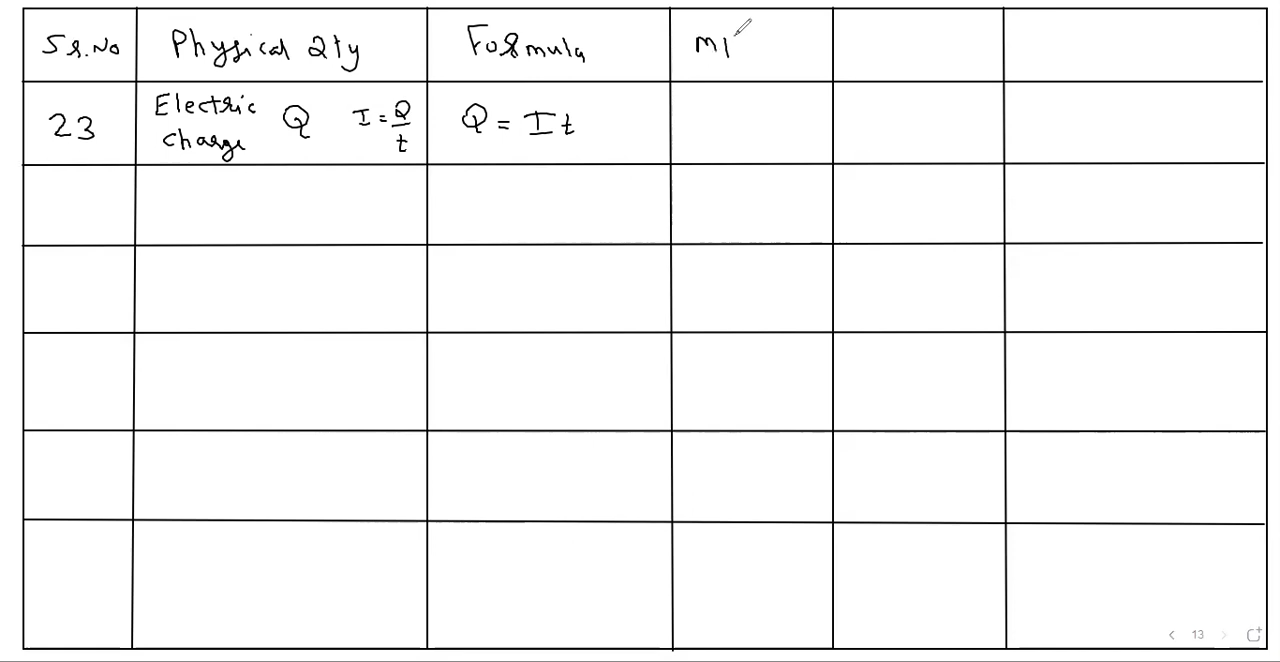 Sr.No Physical Qty Formula
23 Electric charge Q I = Q/t Q = It
13